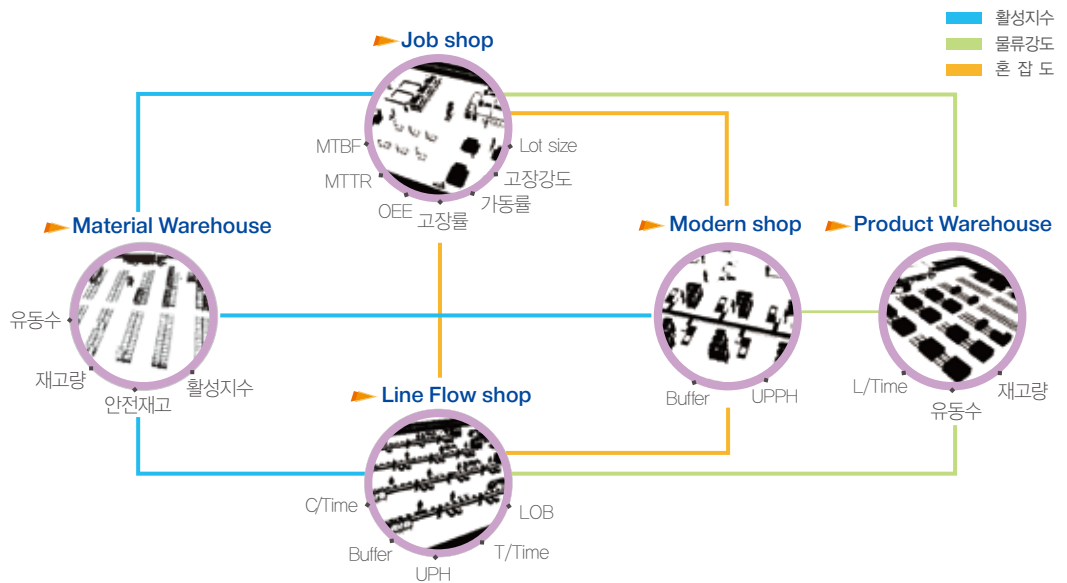 활성지수
물류강도
혼 잡 도
Job shop
MTBF
MTTR
OEE
고장률
가동률
고장강도
Lot size
Material Warehouse
유동수
재고량
안전재고
활성지수
Modern shop
Buffer
UPPH
Product Warehouse
L/Time
유동수
재고량
Line Flow shop
C/Time
Buffer
UPH
T/Time
LOB